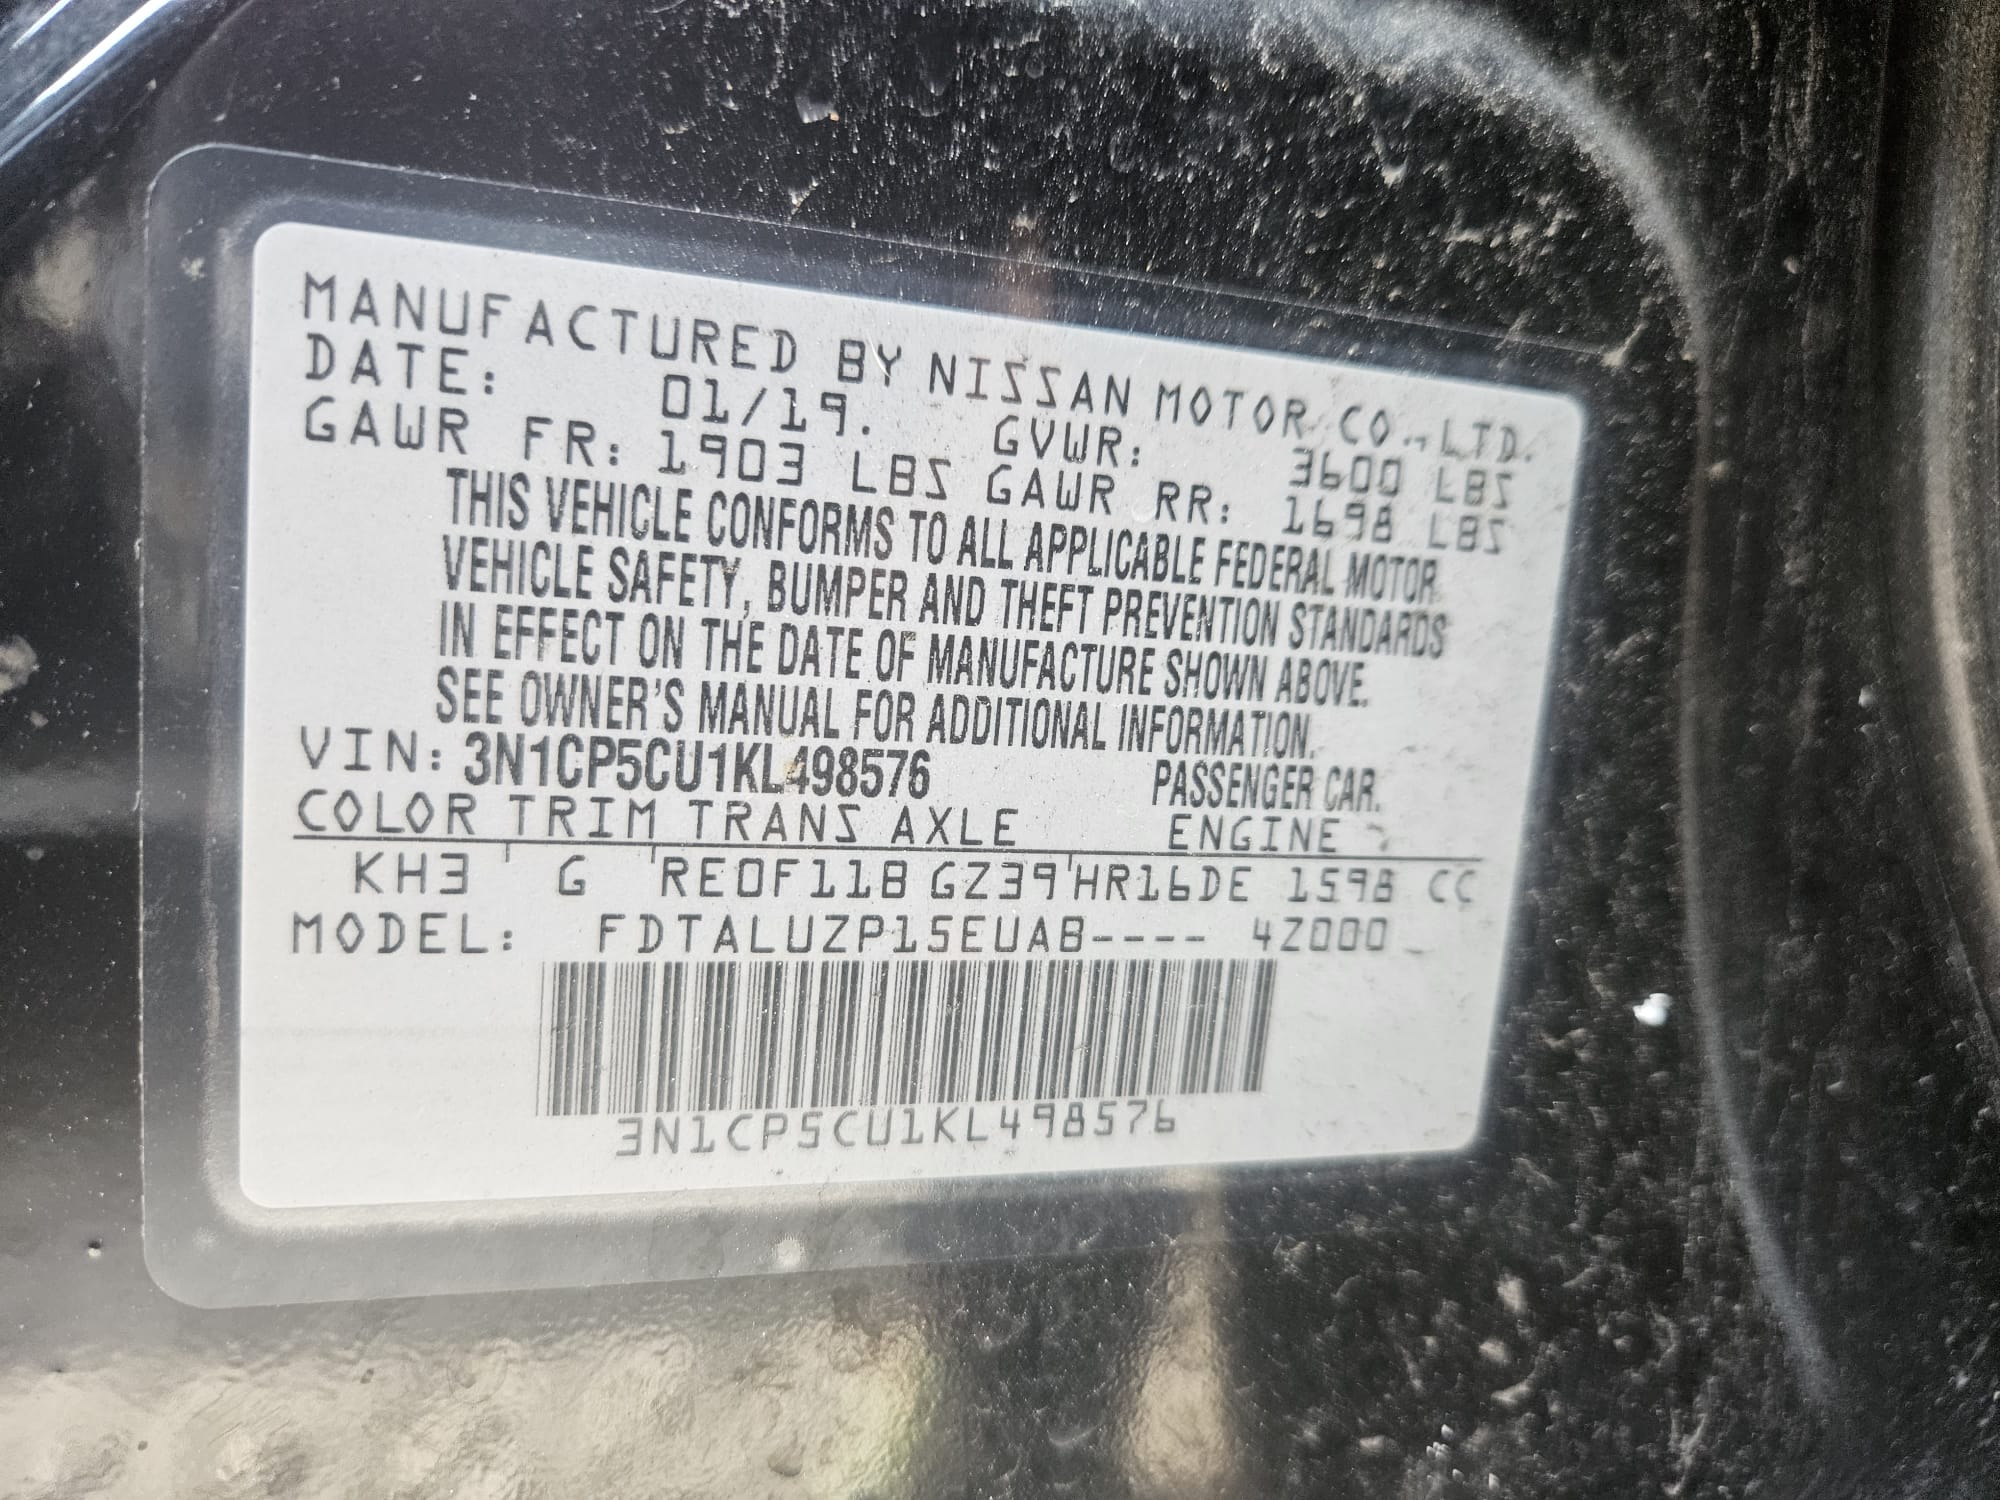 MANUFACTURED BY NISSAN MOTOR CO., LTD.
DATE: 01/19. GVWR: 3600 LBS
GAWR FR: 1903 LBS GAWR RR: 1698 LBS
THIS VEHICLE CONFORMS TO ALL APPLICABLE FEDERAL MOTOR
VEHICLE SAFETY, BUMPER AND THEFT PREVENTION STANDARDS
IN EFFECT ON THE DATE OF MANUFACTURE SHOWN ABOVE.
SEE OWNER'S MANUAL FOR ADDITIONAL INFORMATION.
VIN: 3N1CP5CU1KL498576 PASSENGER CAR.
COLOR TRIM TRANS AXLE ENGINE
KH3 G RE0F11B GZ39 HR16DE 1598 CC
MODEL: FDTALUZP15EUAB---- 4Z000
3N1CP5CU1KL498576